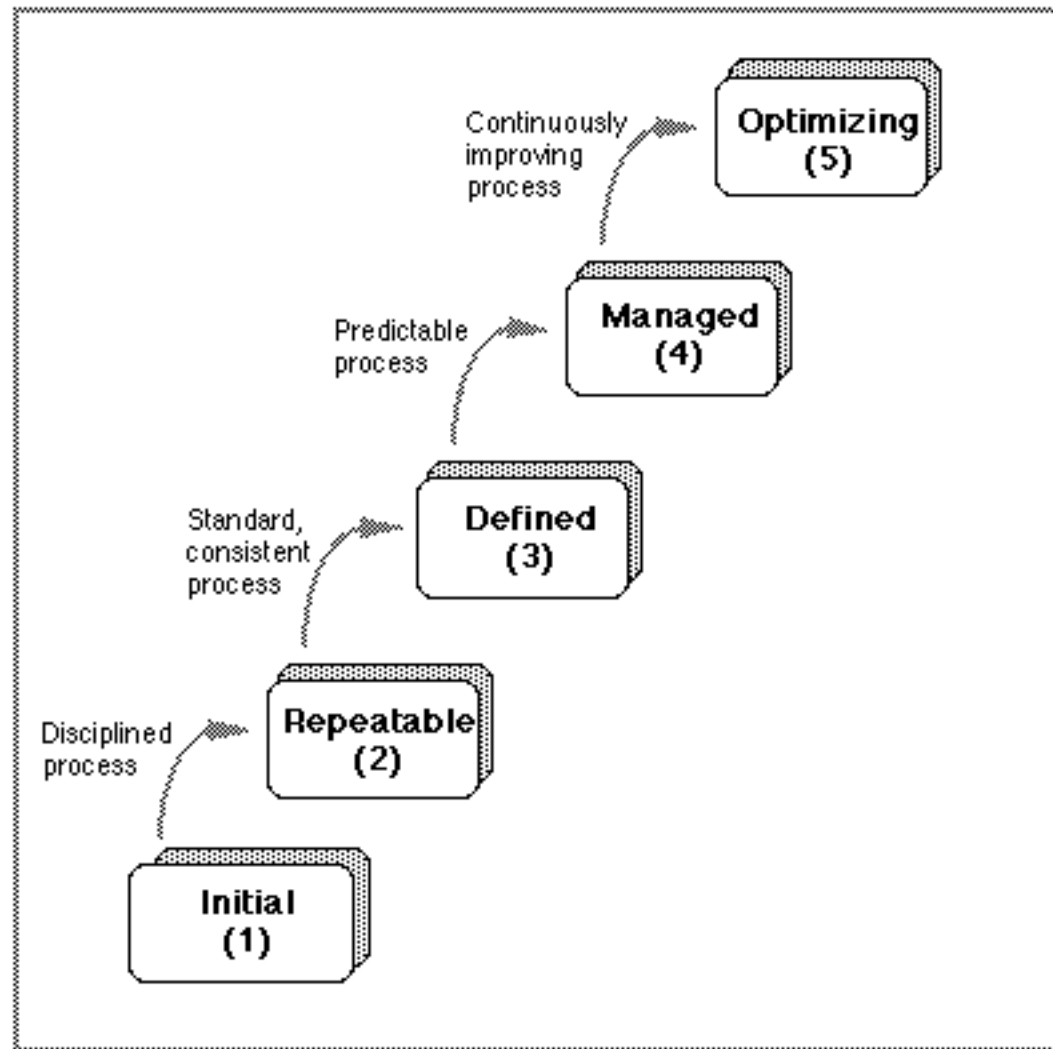 Continuously
improving
process
Optimizing
(5)
Predictable
process
Managed
(4)
Standard,
consistent
process
Defined
(3)
Disciplined
process
Repeatable
(2)
Initial
(1)